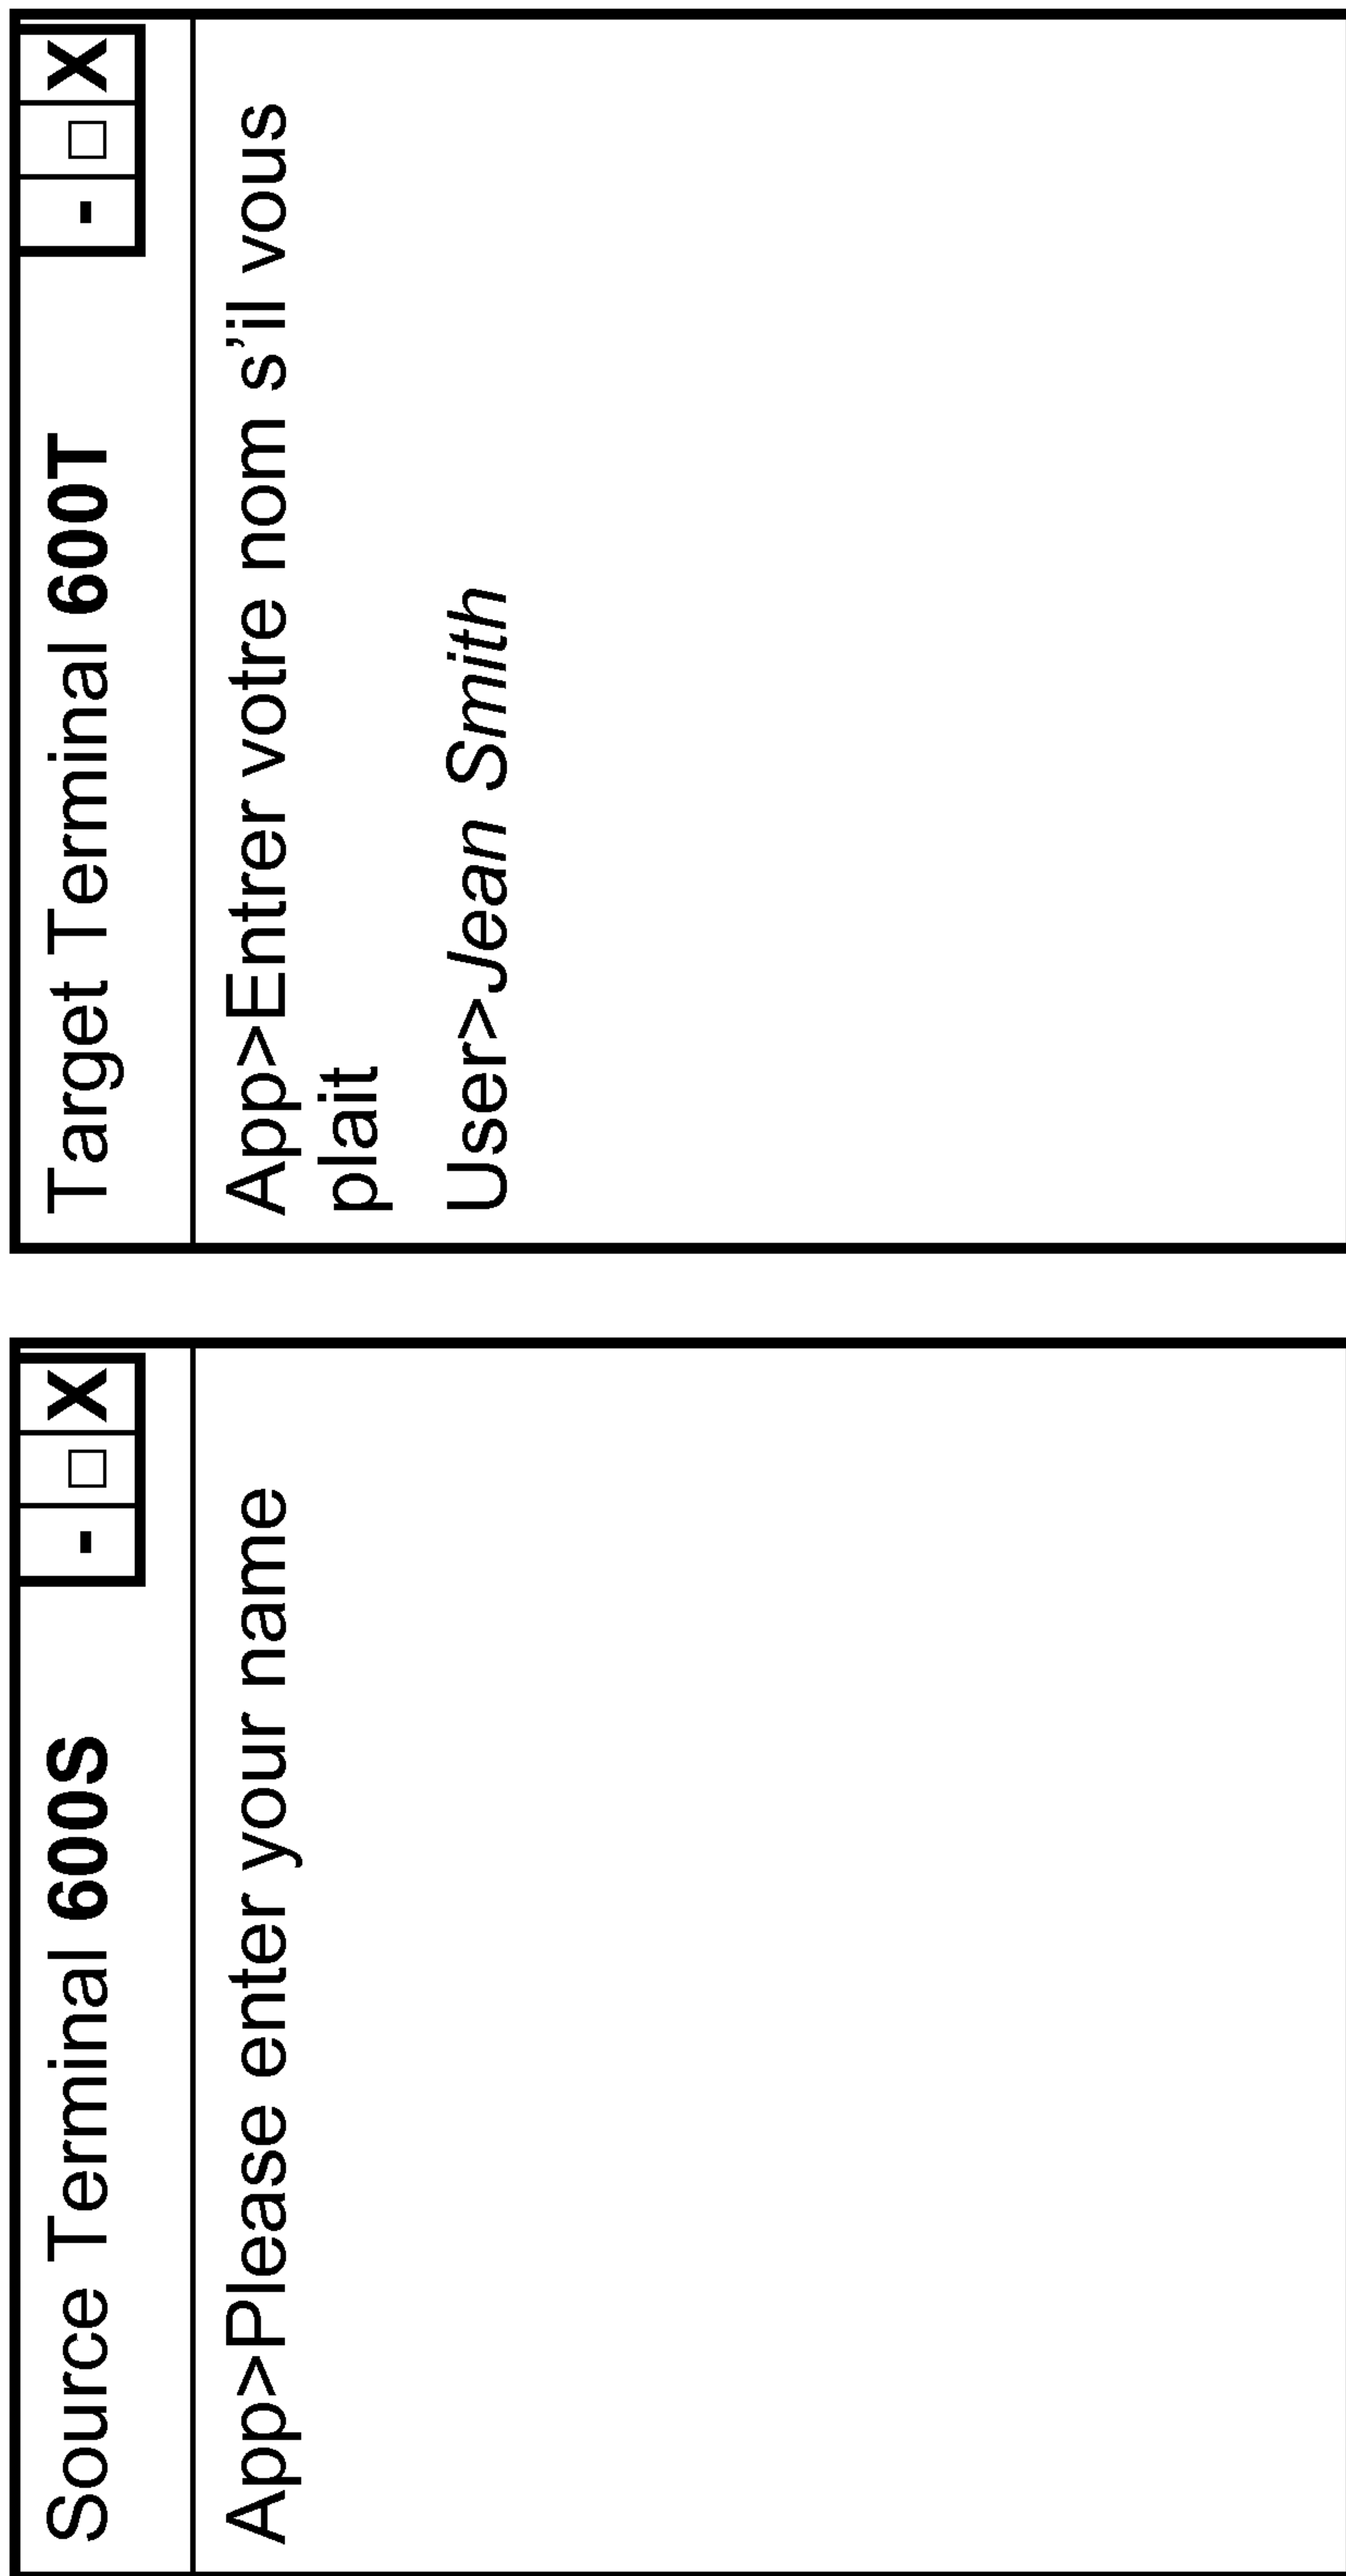 Source Terminal 600S
- □ X
App>Please enter your name
Target Terminal 600T
- □ X
App>Entrer votre nom s’il vous
plait
User>Jean Smith